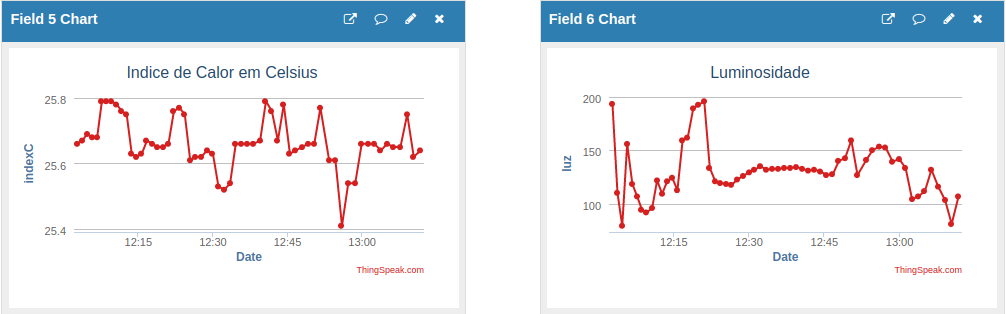 Field 5 Chart
Indice de Calor em Celsius
25.8
25.6
25.4
indexC
12:15 12:30 12:45 13:00
Date
ThingSpeak.com
Field 6 Chart
Luminosidade
200
150
100
luz
12:15 12:30 12:45 13:00
Date
ThingSpeak.com